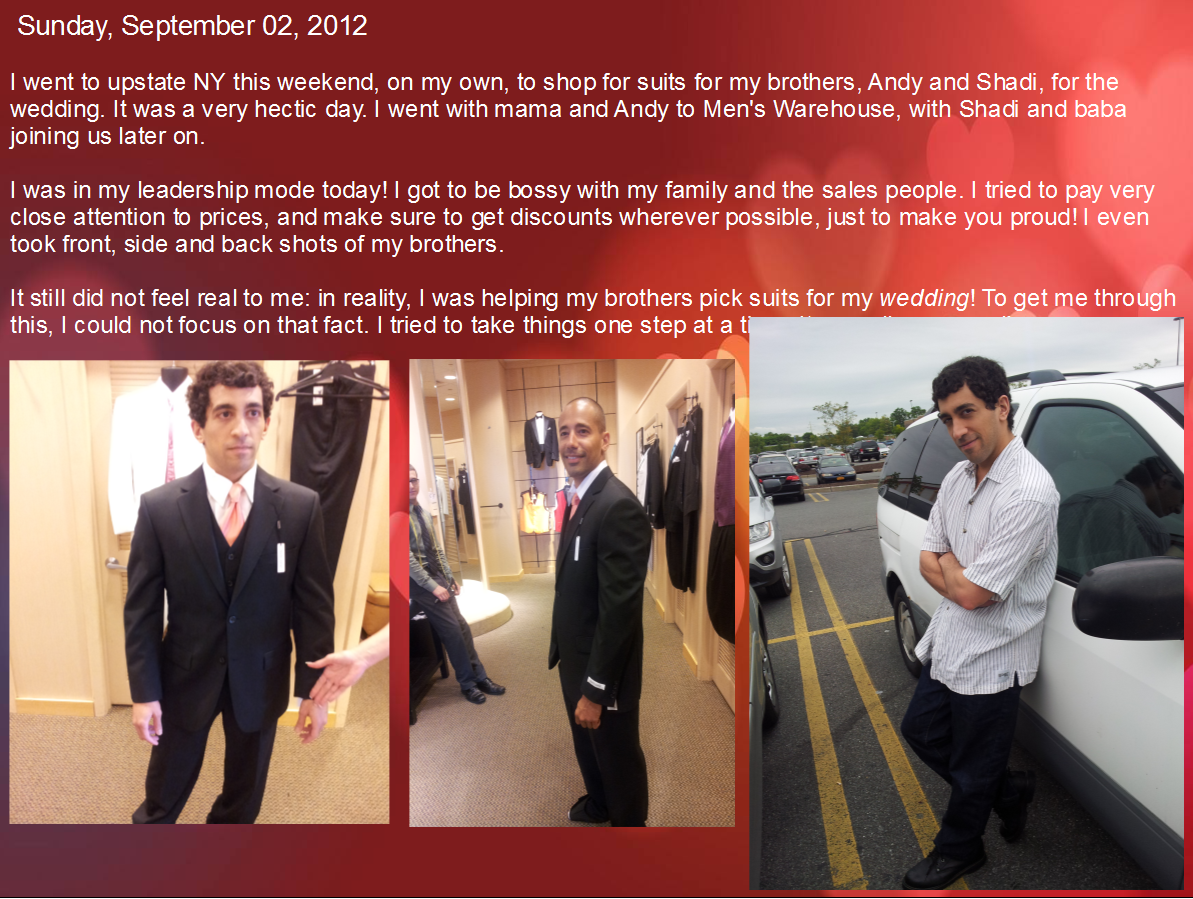 Sunday, September 02, 2012
I went to upstate NY this weekend, on my own, to shop for suits for my brothers, Andy and Shadi, for the
wedding. It was a very hectic day. I went with mama and Andy to Men's Warehouse, with Shadi and baba
joining us later on.
I was in my leadership mode today! I got to be bossy with my family and the sales people. I tried to pay very
close attention to prices, and make sure to get discounts wherever possible, just to make you proud! I even
took front, side and back shots of my brothers.
It still did not feel real to me: in reality, I was helping my brothers pick suits for my wedding! To get me through
this, I could not focus on that fact. I tried to take things one step at a